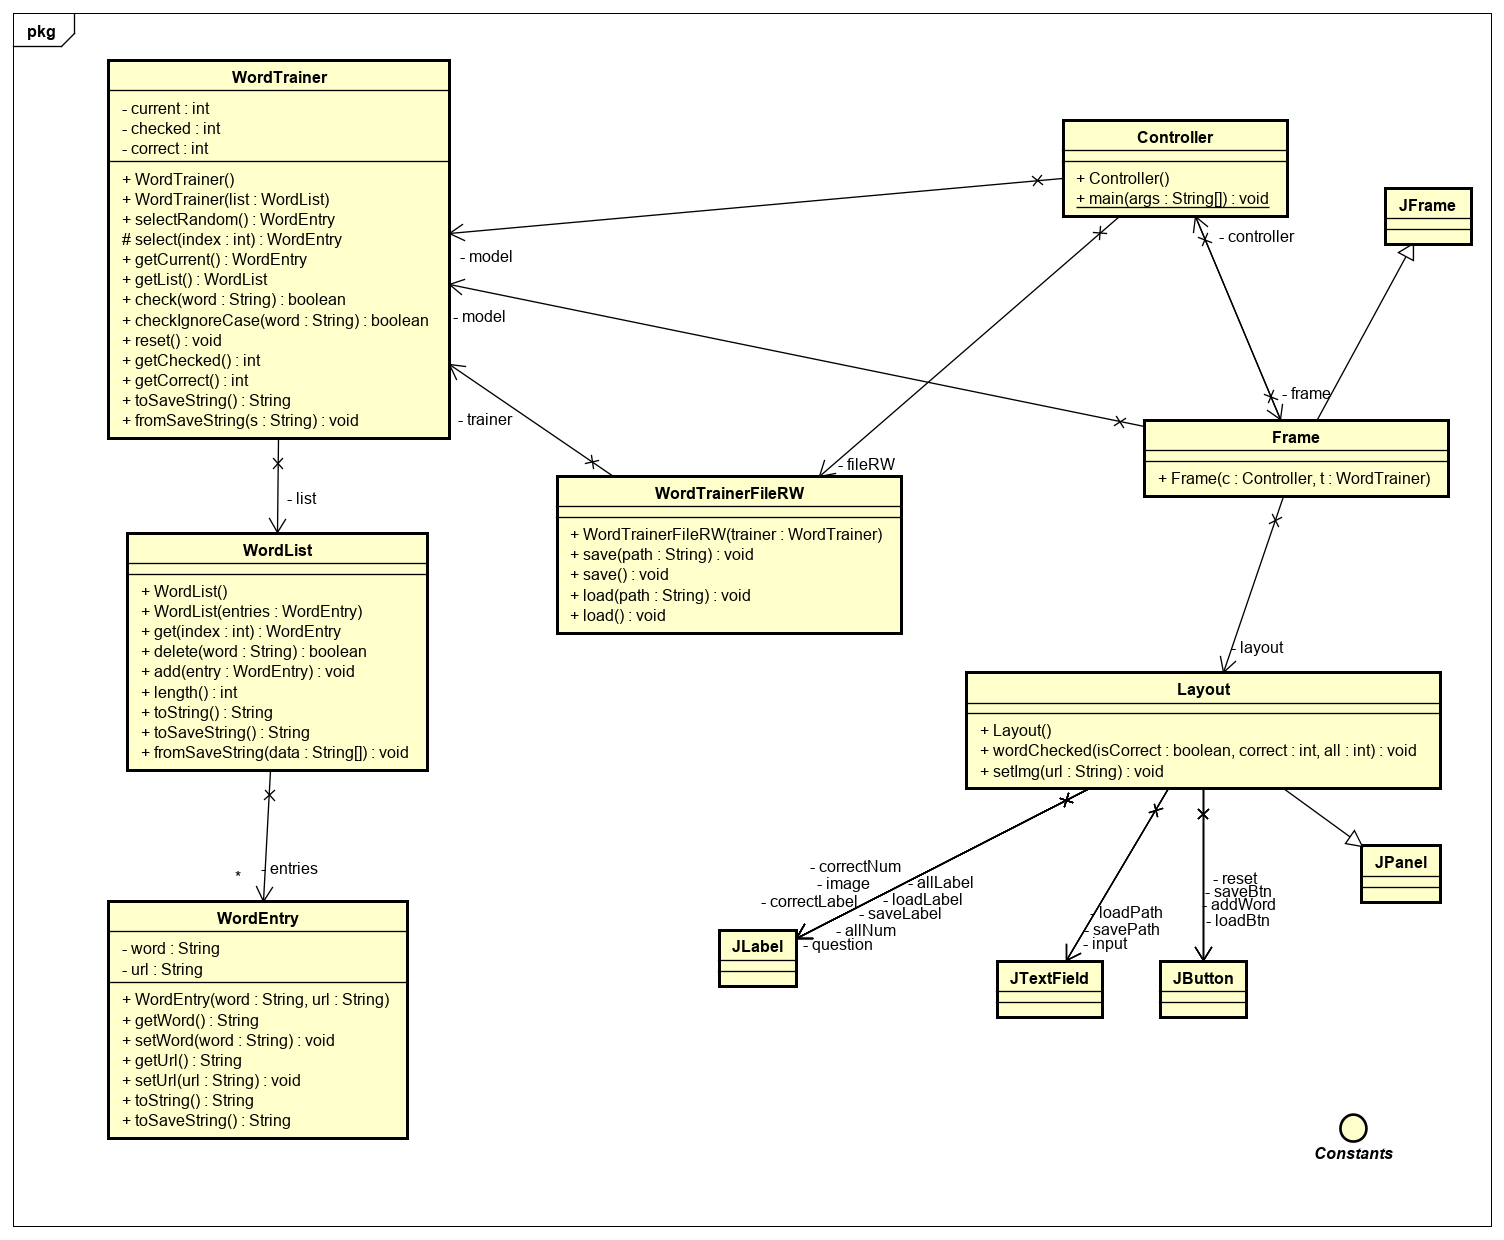 pkg
WordTrainer
- current : int
- checked : int
- correct : int
+ WordTrainer()
+ WordTrainer(list : WordList)
+ selectRandom() : WordEntry
# select(index : int) : WordEntry
+ getCurrent() : WordEntry
+ getList() : WordList
+ check(word : String) : boolean
+ checkIgnoreCase(word : String) : boolean
+ reset() : void
+ getChecked() : int
+ getCorrect() : int
+ toSaveString() : String
+ fromSaveString(s : String) : void
Controller
+ Controller()
+ main(args : String[]) : void
JFrame
- controller
- model
- model
- trainer
- frame
- fileRW
- list
Frame
+ Frame(c : Controller, t : WordTrainer)
WordTrainerFileRW
+ WordTrainerFileRW(trainer : WordTrainer)
+ save(path : String) : void
+ save() : void
+ load(path : String) : void
+ load() : void
WordList
+ WordList()
+ WordList(entries : WordEntry)
+ get(index : int) : WordEntry
+ delete(word : String) : boolean
+ add(entry : WordEntry) : void
+ length() : int
+ toString() : String
+ toSaveString() : String
+ fromSaveString(data : String[]) : void
- layout
Layout
+ Layout()
+ wordChecked(isCorrect : boolean, correct : int, all : int) : void
+ setImg(url : String) : void
* - entries
WordEntry
- word : String
- url : String
+ WordEntry(word : String, url : String)
+ getWord() : String
+ setWord(word : String) : void
+ getUrl() : String
+ setUrl(url : String) : void
+ toString() : String
+ toSaveString() : String
- correctNum
- image
- correctLabel
- allLabel
- loadLabel
- saveLabel
- allNum
- question
JLabel
- loadPath
- savePath
- input
JTextField
- reset
- saveBtn
- addWord
- loadBtn
JButton
JPanel
Constants